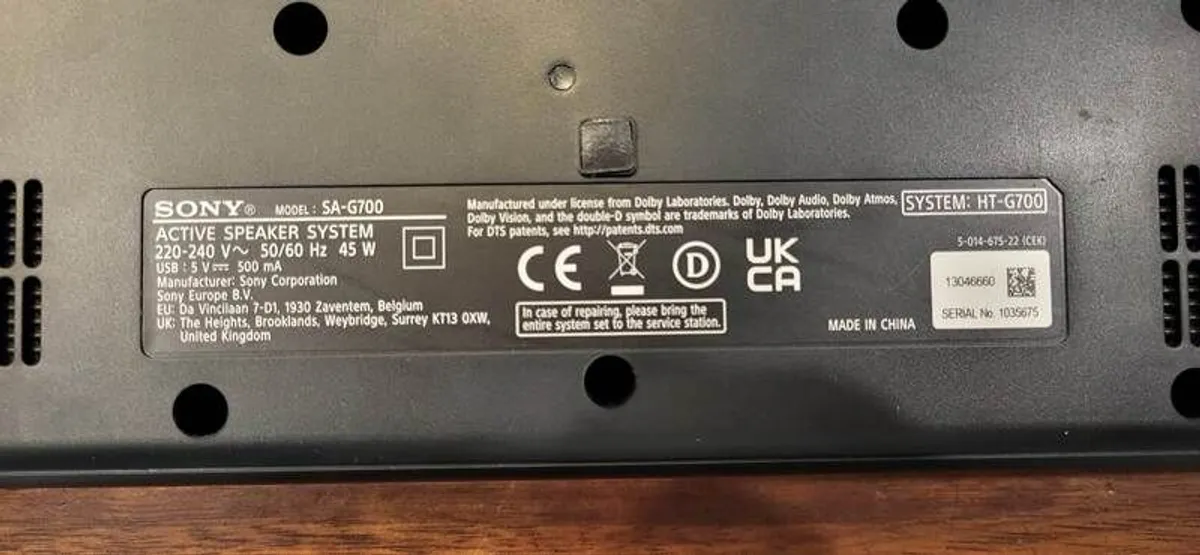 SONY® MODEL : SA-G700
ACTIVE SPEAKER SYSTEM
220-240 V~ 50/60 Hz 45 W
USB : 5 V⎓ 500 mA
Manufacturer: Sony Corporation
Sony Europe B.V.
EU: Da Vincilaan 7-D1, 1930 Zaventem, Belgium
UK: The Heights, Brooklands, Weybridge, Surrey KT13 0XW,
United Kingdom
Manufactured under license from Dolby Laboratories. Dolby, Dolby Audio, Dolby Atmos,
Dolby Vision, and the double-D symbol are trademarks of Dolby Laboratories.
For DTS patents, see http://patents.dts.com
CE
D
UK
CA
In case of repairing, please bring the
entire system set to the service station.
SYSTEM: HT-G700
5-014-675-22 (CEK)
13046660
SERIAL No. 1035675
MADE IN CHINA